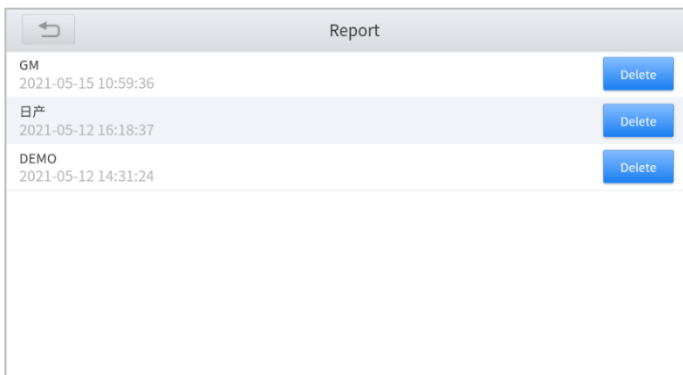 Report
GM
2021-05-15 10:59:36
Delete
日产
2021-05-12 16:18:37
Delete
DEMO
2021-05-12 14:31:24
Delete